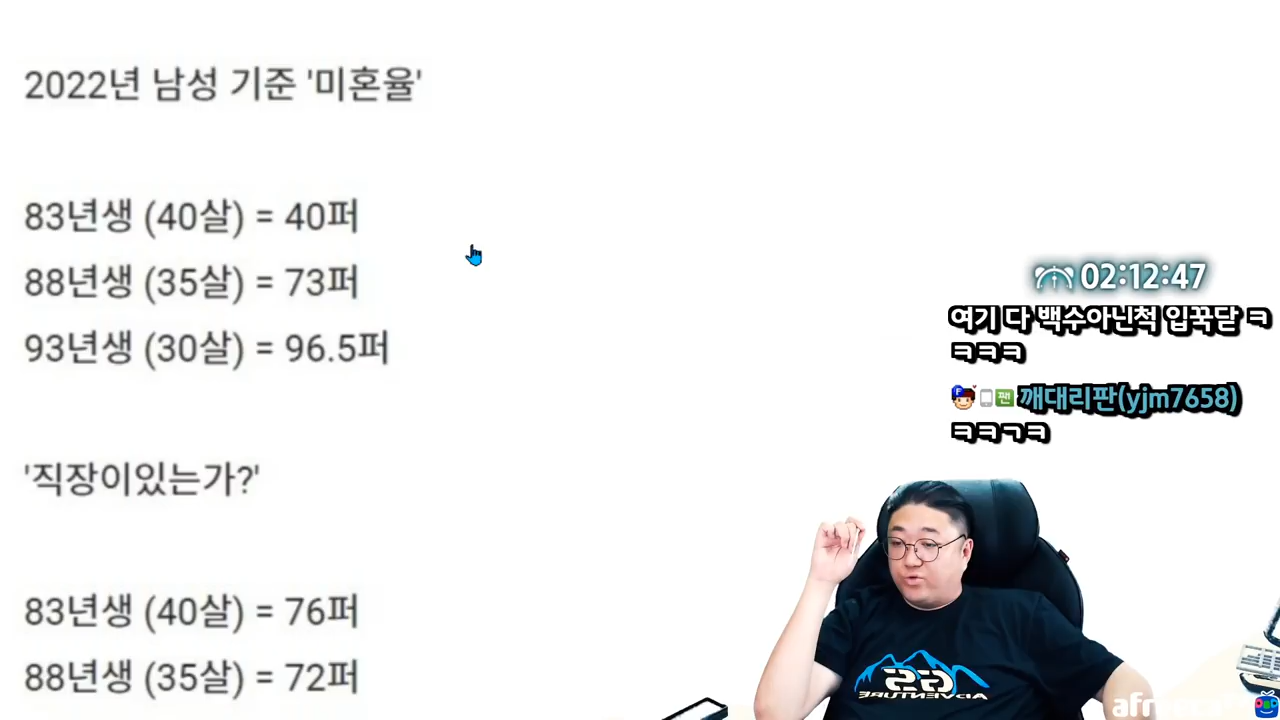 2022년 남성 기준 '미혼율'
83년생 (40살) = 40퍼
88년생 (35살) = 73퍼
93년생 (30살) = 96.5퍼
'직장이있는가?'
83년생 (40살) = 76퍼
88년생 (35살) = 72퍼
02:12:47
여기 다 백수아닌척 입꾹닫 ㅋ
ㅋㅋㅋ
F 팬 깨대리판(yjm7658)
ㅋㅋㄱㅋ
GS
ADVENTURE